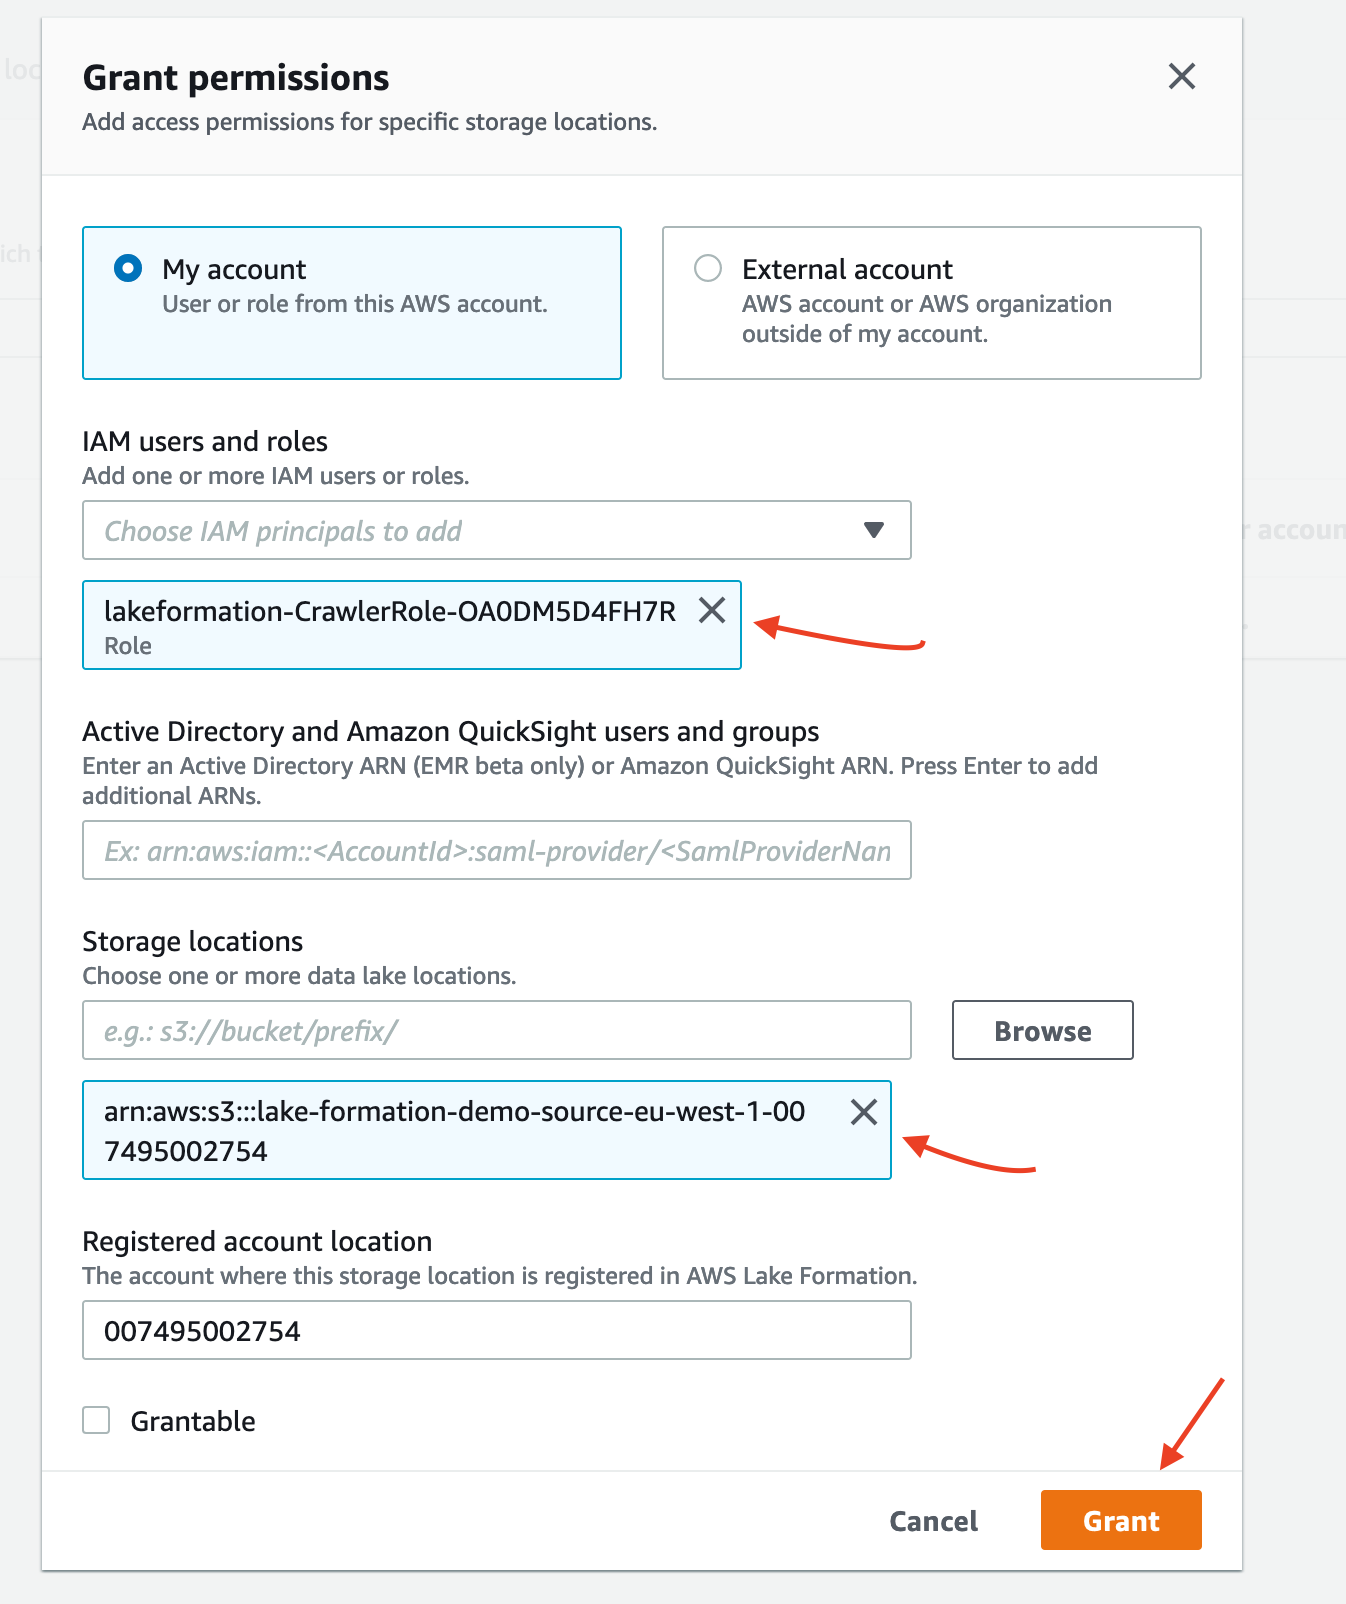 Grant permissions
Add access permissions for specific storage locations.
My account
User or role from this AWS account.
External account
AWS account or AWS organization
outside of my account.
IAM users and roles
Add one or more IAM users or roles.
Choose IAM principals to add
lakeformation-CrawlerRole-OA0DM5D4FH7R
Role
Active Directory and Amazon QuickSight users and groups
Enter an Active Directory ARN (EMR beta only) or Amazon QuickSight ARN. Press Enter to add
additional ARNs.
Ex: arn:aws:iam::<AccountId>:saml-provider/<SamlProviderNan
Storage locations
Choose one or more data lake locations.
e.g.: s3://bucket/prefix/
Browse
arn:aws:s3:::lake-formation-demo-source-eu-west-1-00
7495002754
Registered account location
The account where this storage location is registered in AWS Lake Formation.
007495002754
Grantable
Cancel
Grant